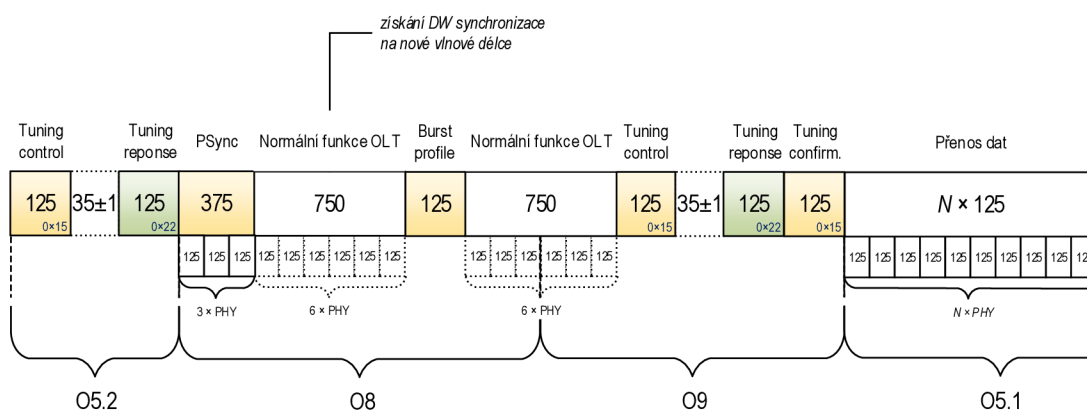 získání DW synchronizace
na nové vlnové délce
Tuning
control
Tuning
reponse
PSync
Normální funkce OLT
Burst
profile
Normální funkce OLT
Tuning
control
Tuning
reponse
Tuning
confirm.
Přenos dat
125
0×15
35±1
125
0×22
375
750
125
750
125
0×15
35±1
125
0×22
125
0×15
N × 125
125 125 125 125 125 125 125 125 125
125 125 125 125 125 125
125 125 125 125 125 125 125 125 125 12
3 × PHY
6 × PHY
6 × PHY
N × PHY
O5.2
O8
O9
O5.1